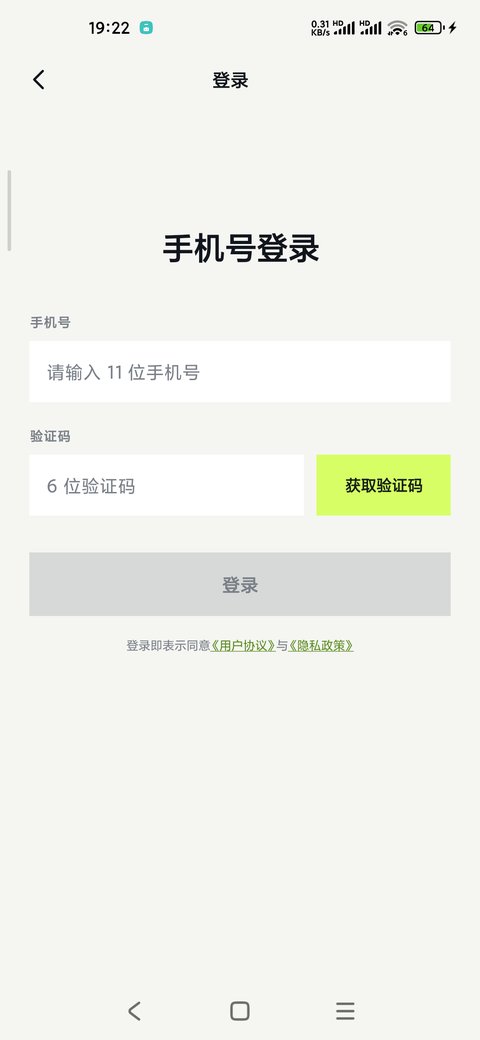 19:22
0.31 KB/s HD HD 6 64
登录
手机号登录
手机号
请输入 11 位手机号
验证码
6 位验证码
获取验证码
登录
登录即表示同意《用户协议》与《隐私政策》